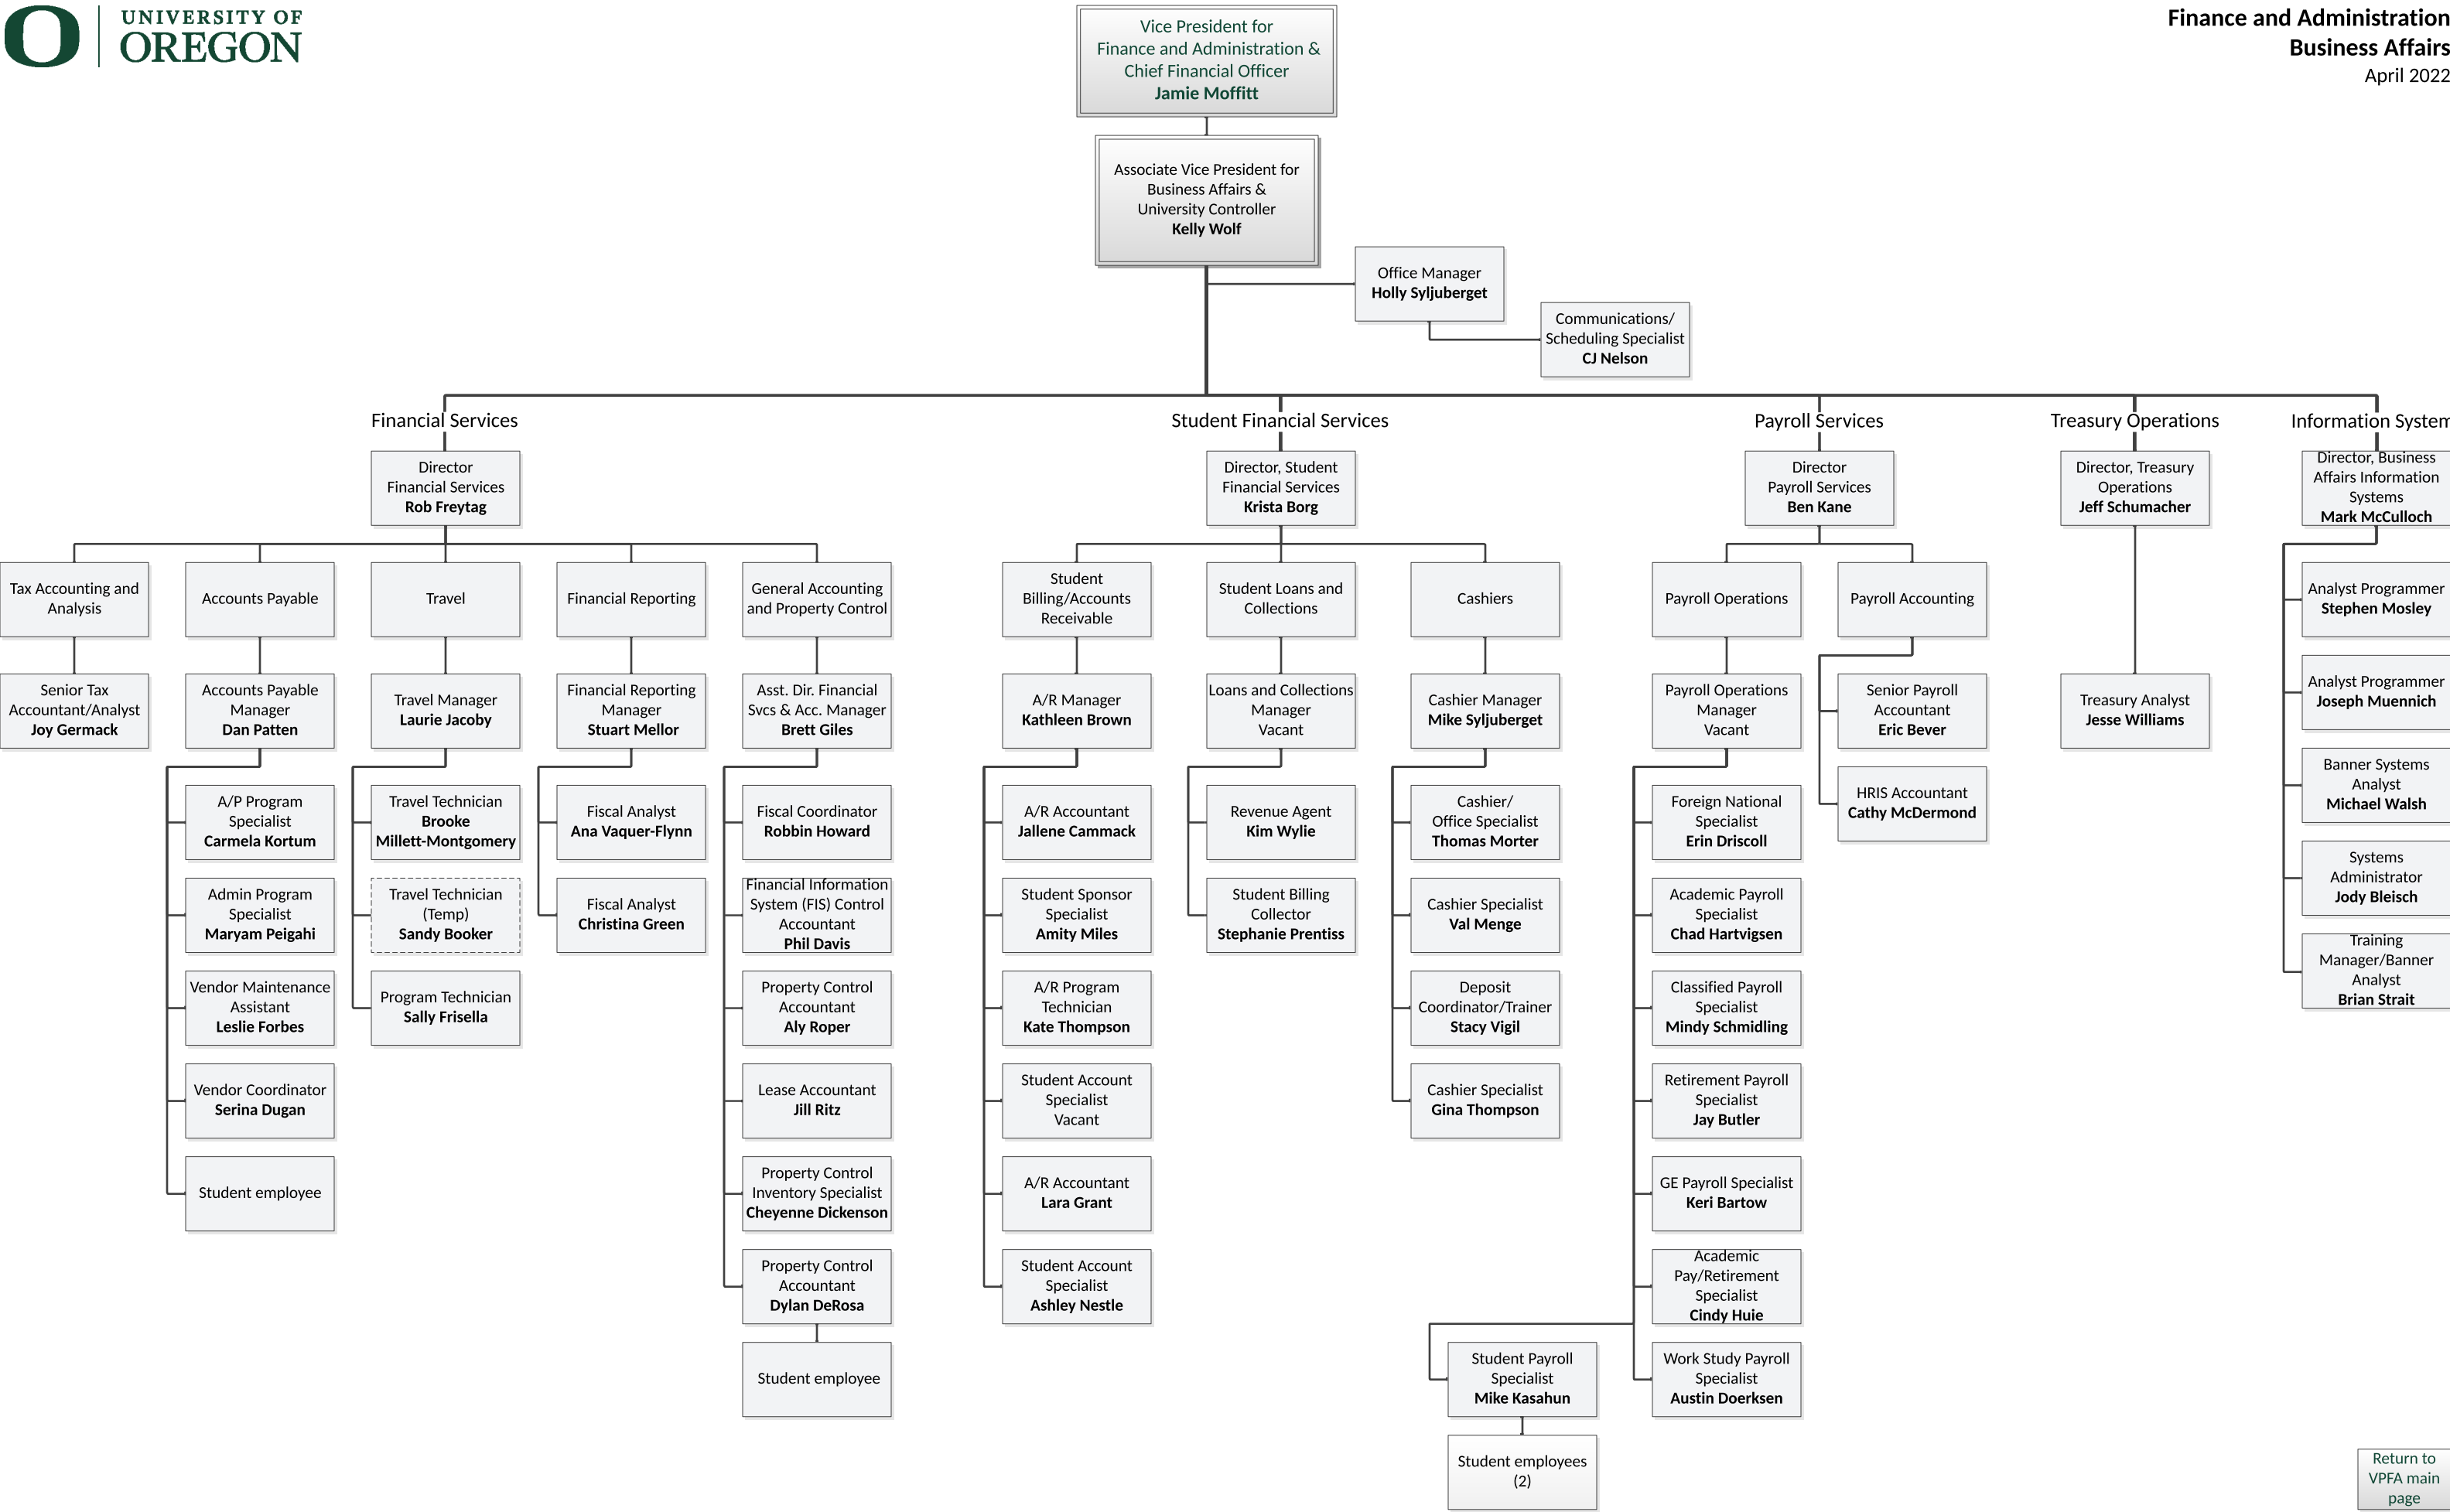 UNIVERSITY OF
OREGON
Finance and Administration
Business Affairs
April 2022
Vice President for
Finance and Administration &
Chief Financial Officer
Jamie Moffitt
Associate Vice President for
Business Affairs &
University Controller
Kelly Wolf
Office Manager
Holly Syljuberget
Communications/
Scheduling Specialist
CJ Nelson
Financial Services
Director
Financial Services
Rob Freytag
Tax Accounting and
Analysis
Senior Tax
Accountant/Analyst
Joy Germack
Accounts Payable
Accounts Payable
Manager
Dan Patten
A/P Program
Specialist
Carmela Kortum
Admin Program
Specialist
Maryam Peigahi
Vendor Maintenance
Assistant
Leslie Forbes
Vendor Coordinator
Serina Dugan
Student employee
Travel
Travel Manager
Laurie Jacoby
Travel Technician
Brooke
Millett-Montgomery
Travel Technician
(Temp)
Sandy Booker
Program Technician
Sally Frisella
Financial Reporting
Financial Reporting
Manager
Stuart Mellor
Fiscal Analyst
Ana Vaquer-Flynn
Fiscal Analyst
Christina Green
General Accounting
and Property Control
Asst. Dir. Financial
Svcs & Acc. Manager
Brett Giles
Fiscal Coordinator
Robbin Howard
Financial Information
System (FIS) Control
Accountant
Phil Davis
Property Control
Accountant
Aly Roper
Lease Accountant
Jill Ritz
Property Control
Inventory Specialist
Cheyenne Dickenson
Property Control
Accountant
Dylan DeRosa
Student employee
Student Financial Services
Director, Student
Financial Services
Krista Borg
Student
Billing/Accounts
Receivable
A/R Manager
Kathleen Brown
A/R Accountant
Jallene Cammack
Student Sponsor
Specialist
Amity Miles
A/R Program
Technician
Kate Thompson
Student Account
Specialist
Vacant
A/R Accountant
Lara Grant
Student Account
Specialist
Ashley Nestle
Student Loans and
Collections
Loans and Collections
Manager
Vacant
Revenue Agent
Kim Wylie
Student Billing
Collector
Stephanie Prentiss
Cashiers
Cashier Manager
Mike Syljuberget
Cashier/
Office Specialist
Thomas Morter
Cashier Specialist
Val Menge
Deposit
Coordinator/Trainer
Stacy Vigil
Cashier Specialist
Gina Thompson
Payroll Services
Director
Payroll Services
Ben Kane
Payroll Operations
Payroll Operations
Manager
Vacant
Foreign National
Specialist
Erin Driscoll
Academic Payroll
Specialist
Chad Hartvigsen
Classified Payroll
Specialist
Mindy Schmidling
Retirement Payroll
Specialist
Jay Butler
GE Payroll Specialist
Keri Bartow
Academic
Pay/Retirement
Specialist
Cindy Huie
Student Payroll
Specialist
Mike Kasahun
Work Study Payroll
Specialist
Austin Doerksen
Student employees
(2)
Payroll Accounting
Senior Payroll
Accountant
Eric Bever
HRIS Accountant
Cathy McDermond
Treasury Operations
Director, Treasury
Operations
Jeff Schumacher
Treasury Analyst
Jesse Williams
Information System
Director, Business
Affairs Information
Systems
Mark McCulloch
Analyst Programmer
Stephen Mosley
Analyst Programmer
Joseph Muennich
Banner Systems
Analyst
Michael Walsh
Systems
Administrator
Jody Bleisch
Training
Manager/Banner
Analyst
Brian Strait
Return to
VPFA main
page